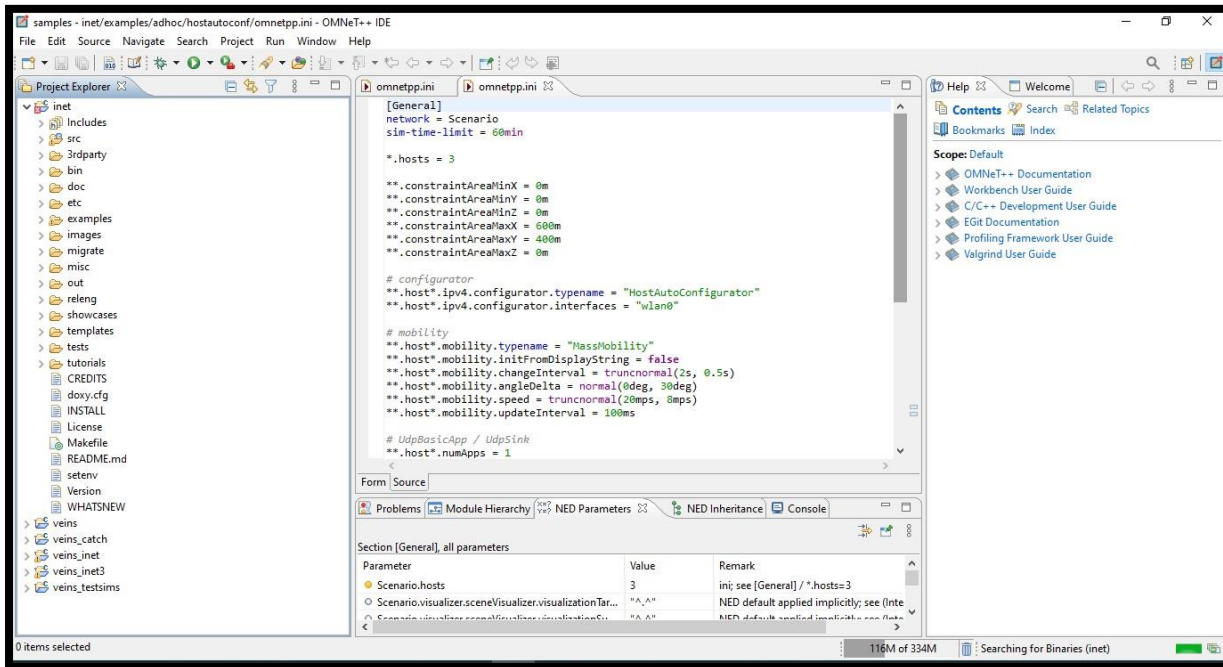 samples - inet/examples/adhoc/hostautoconf/omnetpp.ini - OMNeT++ IDE
File Edit Source Navigate Search Project Run Window Help
Project Explorer
inet
Includes
src
3rdparty
bin
doc
etc
examples
images
migrate
misc
out
releng
showcases
templates
tests
tutorials
CREDITS
doxy.cfg
INSTALL
License
Makefile
README.md
setenv
Version
WHATSNEW
veins
veins_catch
veins_inet
veins_inet3
veins_testsims
omnetpp.ini omnetpp.ini
[General]
network = Scenario
sim-time-limit = 60min
*.hosts = 3
**.constraintAreaMinX = 0m
**.constraintAreaMinY = 0m
**.constraintAreaMinZ = 0m
**.constraintAreaMaxX = 600m
**.constraintAreaMaxY = 400m
**.constraintAreaMaxZ = 0m
# configurator
**.host*.ipv4.configurator.typename = "HostAutoConfigurator"
**.host*.ipv4.configurator.interfaces = "wlan0"
# mobility
**.host*.mobility.typename = "MassMobility"
**.host*.mobility.initFromDisplayString = false
**.host*.mobility.changeInterval = truncnormal(2s, 0.5s)
**.host*.mobility.angleDelta = normal(0deg, 30deg)
**.host*.mobility.speed = truncnormal(20mps, 8mps)
**.host*.mobility.updateInterval = 100ms
# UdpBasicApp / UdpSink
**.host*.numApps = 1
Form Source
Problems Module Hierarchy NED Parameters NED Inheritance Console
Section [General], all parameters
Parameter Value Remark
Scenario.hosts 3 ini; see [General] / *.hosts=3
Scenario.visualizer.sceneVisualizer.visualizationTar... "^.^" NED default applied implicitly; see (Inte
Scenario.visualizer.sceneVisualizer.visualizationSu... "^.^" NED default applied implicitly; see (Inte
Help Welcome
Contents Search Related Topics
Bookmarks Index
Scope: Default
OMNeT++ Documentation
Workbench User Guide
C/C++ Development User Guide
EGit Documentation
Profiling Framework User Guide
Valgrind User Guide
0 items selected
116M of 334M
Searching for Binaries (inet)